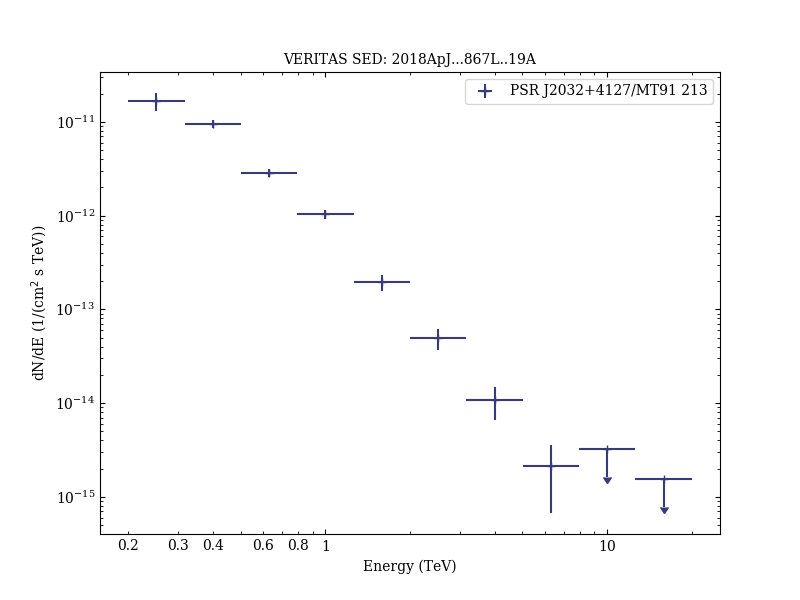 VERITAS SED: 2018ApJ...867L..19A
PSR J2032+4127/MT91 213
dN/dE (1/(cm² s TeV))
10⁻¹¹
10⁻¹²
10⁻¹³
10⁻¹⁴
10⁻¹⁵
0.2 0.3 0.4 0.6 0.8 1 10
Energy (TeV)